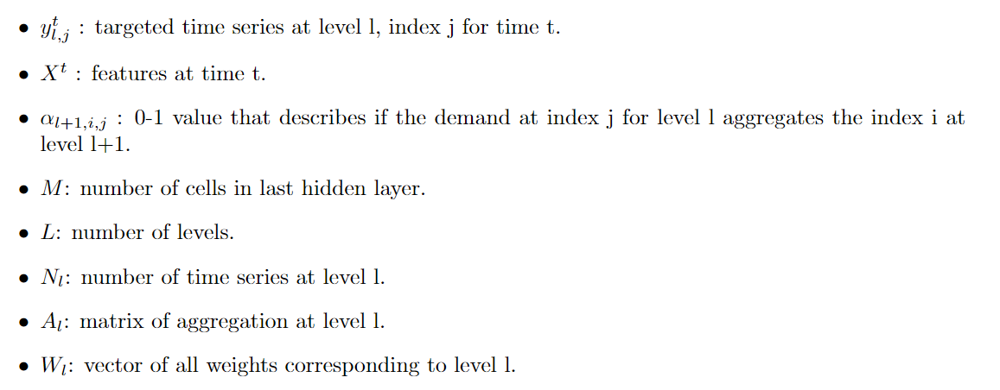 • $y^t_{l,j}$ : targeted time series at level l, index j for time t.
• $X^t$ : features at time t.
• $\alpha_{l+1,i,j}$ : 0-1 value that describes if the demand at index j for level l aggregates the index i at
level l+1.
• $M$: number of cells in last hidden layer.
• $L$: number of levels.
• $N_l$: number of time series at level l.
• $A_l$: matrix of aggregation at level l.
• $W_l$: vector of all weights corresponding to level l.